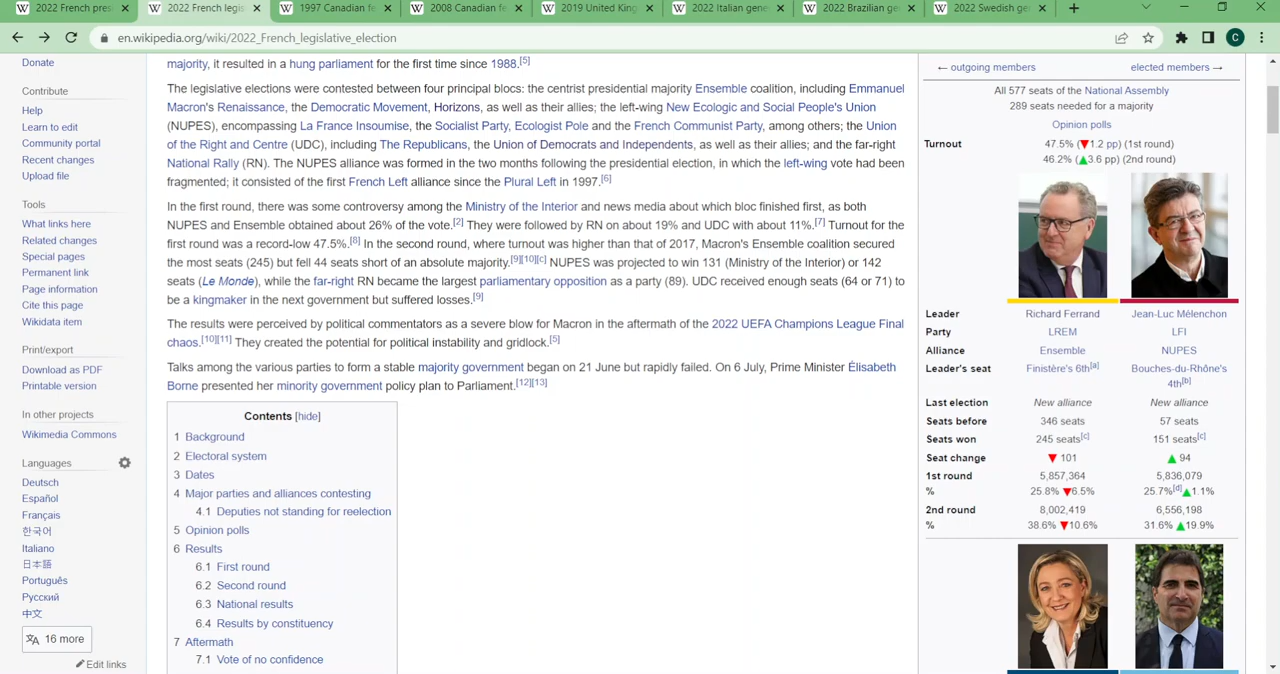 2022 French presi
2022 French legis
1997 Canadian fe
2008 Canadian fe
2019 United King
2022 Italian gene
2022 Brazilian ge
2022 Swedish ge
en.wikipedia.org/wiki/2022_French_legislative_election
C
Donate
Contribute
Help
Learn to edit
Community portal
Recent changes
Upload file
Tools
What links here
Related changes
Special pages
Permanent link
Page information
Cite this page
Wikidata item
Print/export
Download as PDF
Printable version
In other projects
Wikimedia Commons
Languages
Deutsch
Español
Français
한국어
Italiano
日本語
Português
Русский
中文
16 more
Edit links
majority, it resulted in a hung parliament for the first time since 1988.[5]
The legislative elections were contested between four principal blocs: the centrist presidential majority Ensemble coalition, including Emmanuel
Macron's Renaissance, the Democratic Movement, Horizons, as well as their allies; the left-wing New Ecologic and Social People's Union
(NUPES), encompassing La France Insoumise, the Socialist Party, Ecologist Pole and the French Communist Party, among others; the Union
of the Right and Centre (UDC), including The Republicans, the Union of Democrats and Independents, as well as their allies; and the far-right
National Rally (RN). The NUPES alliance was formed in the two months following the presidential election, in which the left-wing vote had been
fragmented; it consisted of the first French Left alliance since the Plural Left in 1997.[6]
In the first round, there was some controversy among the Ministry of the Interior and news media about which bloc finished first, as both
NUPES and Ensemble obtained about 26% of the vote.[2] They were followed by RN on about 19% and UDC with about 11%.[7] Turnout for the
first round was a record-low 47.5%.[8] In the second round, where turnout was higher than that of 2017, Macron's Ensemble coalition secured
the most seats (245) but fell 44 seats short of an absolute majority.[9][10][c] NUPES was projected to win 131 (Ministry of the Interior) or 142
seats (Le Monde), while the far-right RN became the largest parliamentary opposition as a party (89). UDC received enough seats (64 or 71) to
be a kingmaker in the next government but suffered losses.[9]
The results were perceived by political commentators as a severe blow for Macron in the aftermath of the 2022 UEFA Champions League Final
chaos.[10][11] They created the potential for political instability and gridlock.[5]
Talks among the various parties to form a stable majority government began on 21 June but rapidly failed. On 6 July, Prime Minister Élisabeth
Borne presented her minority government policy plan to Parliament.[12][13]
Contents [hide]
1 Background
2 Electoral system
3 Dates
4 Major parties and alliances contesting
4.1 Deputies not standing for reelection
5 Opinion polls
6 Results
6.1 First round
6.2 Second round
6.3 National results
6.4 Results by constituency
7 Aftermath
7.1 Vote of no confidence
← outgoing members elected members →
All 577 seats of the National Assembly
289 seats needed for a majority
Opinion polls
Turnout 47.5% (▼1.2 pp) (1st round)
46.2% (▲3.6 pp) (2nd round)
Leader Richard Ferrand Jean-Luc Mélenchon
Party LREM LFI
Alliance Ensemble NUPES
Leader's seat Finistère's 6th[a] Bouches-du-Rhône's
4th[b]
Last election New alliance New alliance
Seats before 346 seats 57 seats
Seats won 245 seats[c] 151 seats[c]
Seat change ▼ 101 ▲ 94
1st round 5,857,364 5,836,079
% 25.8% ▼6.5% 25.7%[d]▲1.1%
2nd round 8,002,419 6,556,198
% 38.6% ▼10.6% 31.6% ▲19.9%